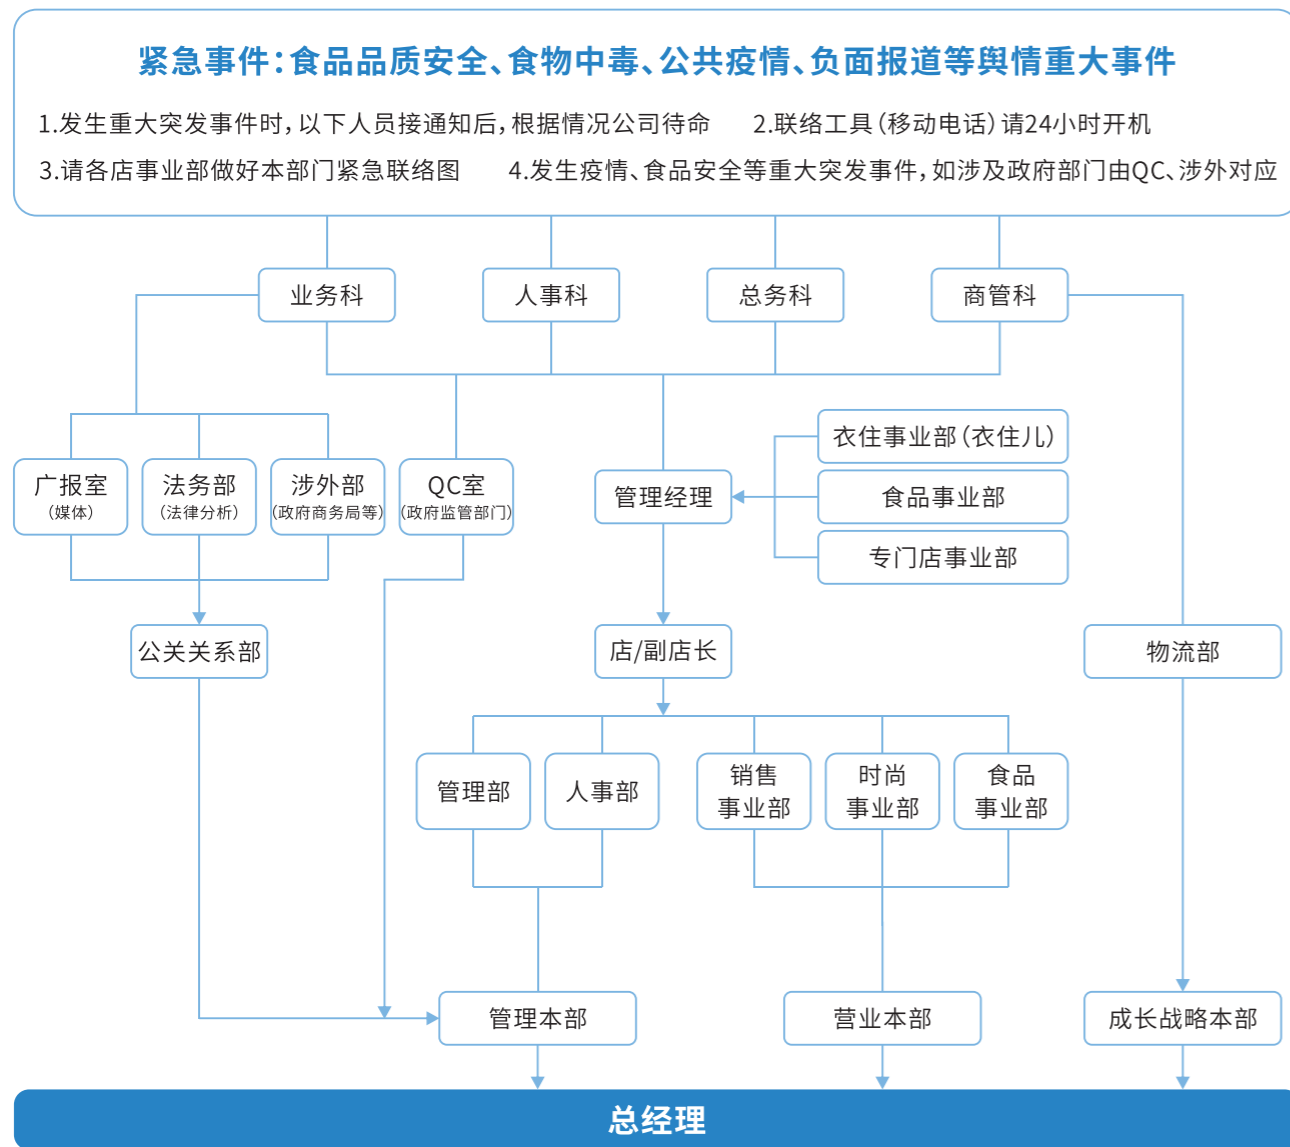 紧急事件：食品品质安全、食物中毒、公共疫情、负面报道等舆情重大事件
1.发生重大突发事件时，以下人员接通知后，根据情况公司待命 2.联络工具（移动电话）请24小时开机
3.请各店事业部做好本部门紧急联络图 4.发生疫情、食品安全等重大突发事件，如涉及政府部门由QC、涉外对应
业务科
人事科
总务科
商管科
衣住事业部（衣住儿）
食品事业部
专门店事业部
广报室
（媒体）
法务部
（法律分析）
涉外部
（政府商务局等）
QC室
（政府监管部门）
管理经理
公关关系部
店/副店长
物流部
管理部
人事部
销售
事业部
时尚
事业部
食品
事业部
管理本部
营业本部
成长战略本部
总经理